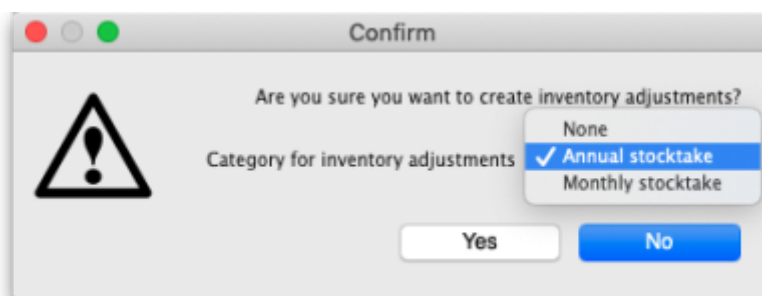 Confirm
Are you sure you want to create inventory adjustments?
None
Category for inventory adjustments ✓ Annual stocktake
Monthly stocktake
Yes No